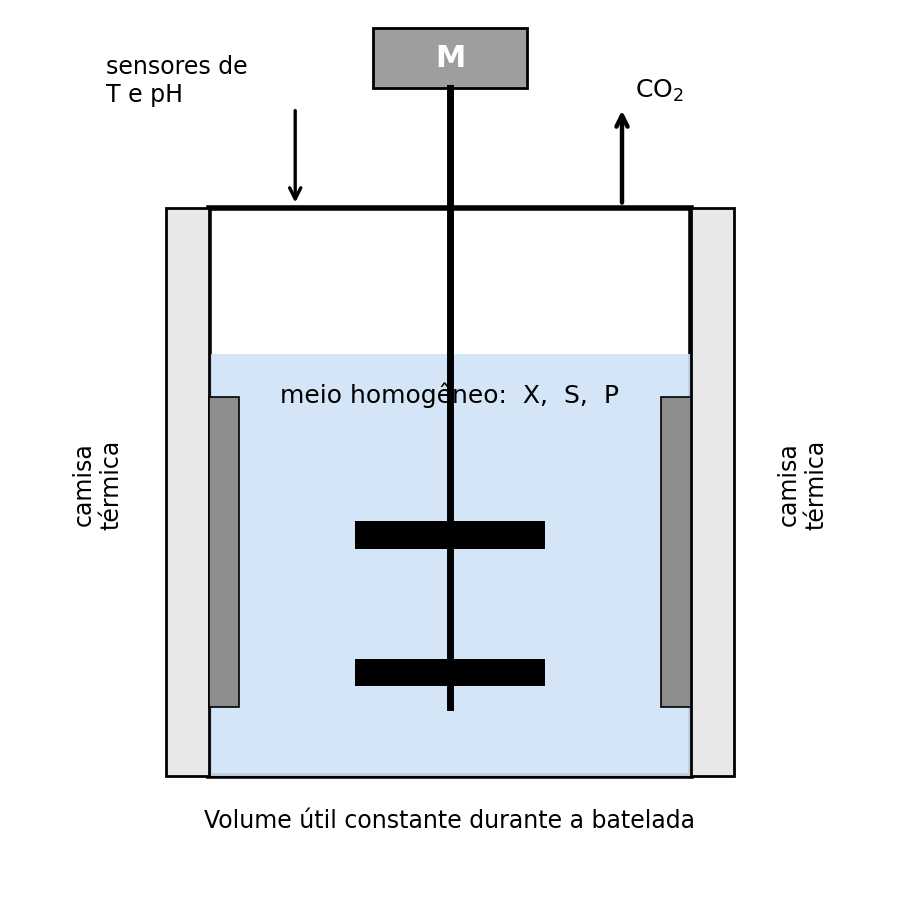 M
sensores de
T e pH
CO₂
meio homogêneo:  X,  S,  P
camisa
térmica
camisa
térmica
Volume útil constante durante a batelada